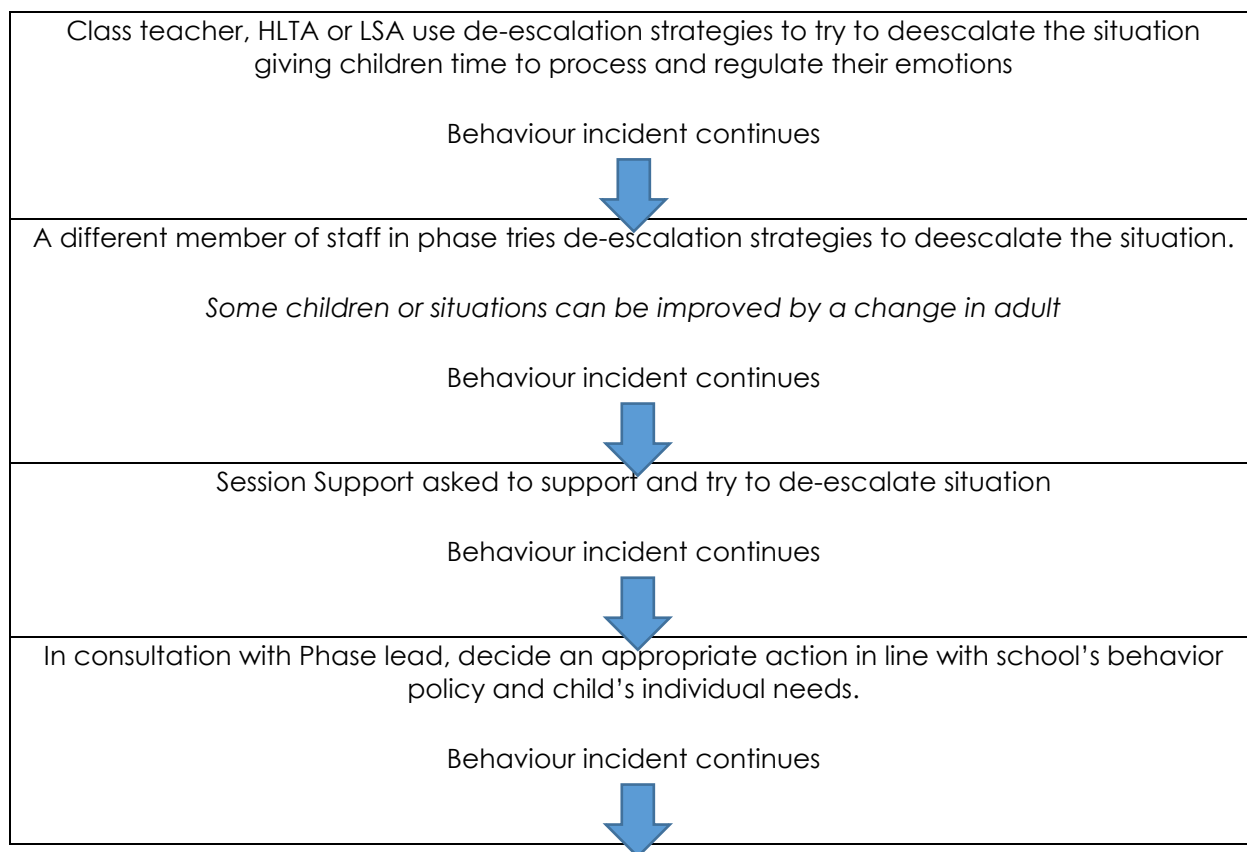 Class teacher, HLTA or LSA use de-escalation strategies to try to deescalate the situation
giving children time to process and regulate their emotions
Behaviour incident continues
A different member of staff in phase tries de-escalation strategies to deescalate the situation.
Some children or situations can be improved by a change in adult
Behaviour incident continues
Session Support asked to support and try to de-escalate situation
Behaviour incident continues
In consultation with Phase lead, decide an appropriate action in line with school’s behavior
policy and child’s individual needs.
Behaviour incident continues